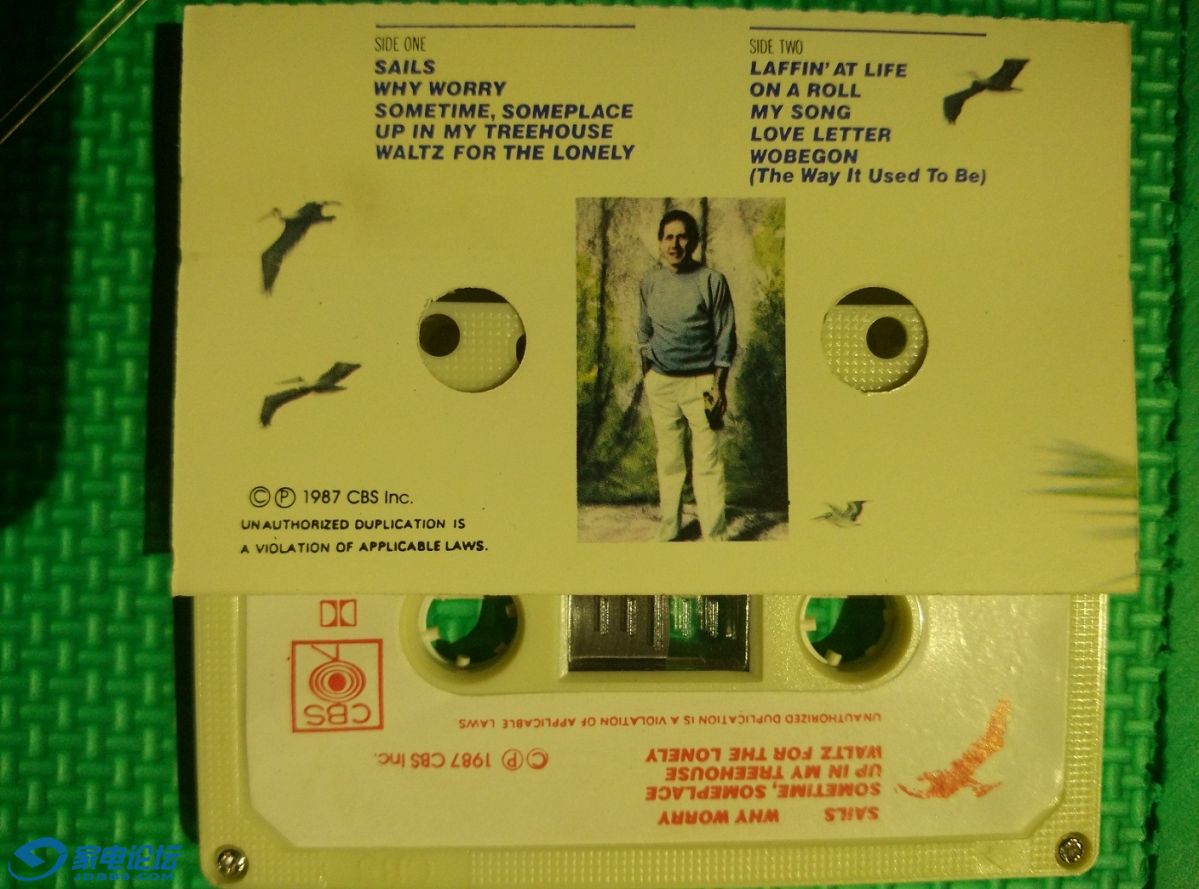 SIDE ONE
SAILS
WHY WORRY
SOMETIME, SOMEPLACE
UP IN MY TREEHOUSE
WALTZ FOR THE LONELY
SIDE TWO
LAFFIN' AT LIFE
ON A ROLL
MY SONG
LOVE LETTER
WOBEGON
(The Way It Used To Be)
©℗ 1987 CBS Inc.
UNAUTHORIZED DUPLICATION IS
A VIOLATION OF APPLICABLE LAWS.
SAILS WHY WORRY
SOMETIME, SOMEPLACE
UP IN MY TREEHOUSE
WALTZ FOR THE LONELY
©℗ 1987 CBS Inc.
UNAUTHORIZED DUPLICATION IS A VIOLATION OF APPLICABLE LAWS
CBS
家电论坛
JDBBS.COM